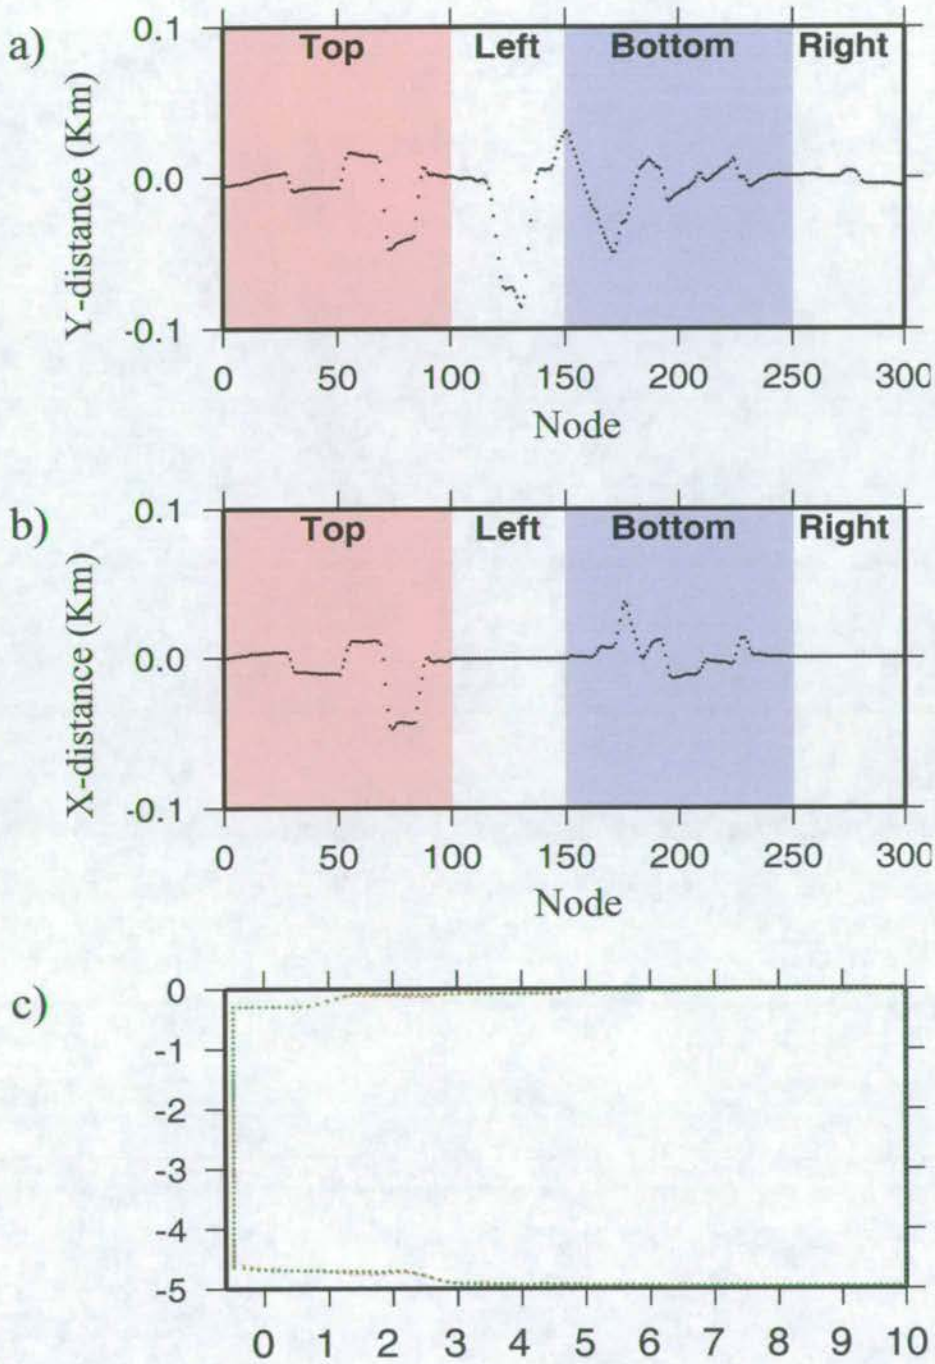 a)
0.1
Top Left Bottom Right
0.0
-0.1
Y-distance (Km)
0 50 100 150 200 250 300
Node
b)
0.1
Top Left Bottom Right
0.0
-0.1
X-distance (Km)
0 50 100 150 200 250 300
Node
c)
0
-1
-2
-3
-4
-5
0 1 2 3 4 5 6 7 8 9 10